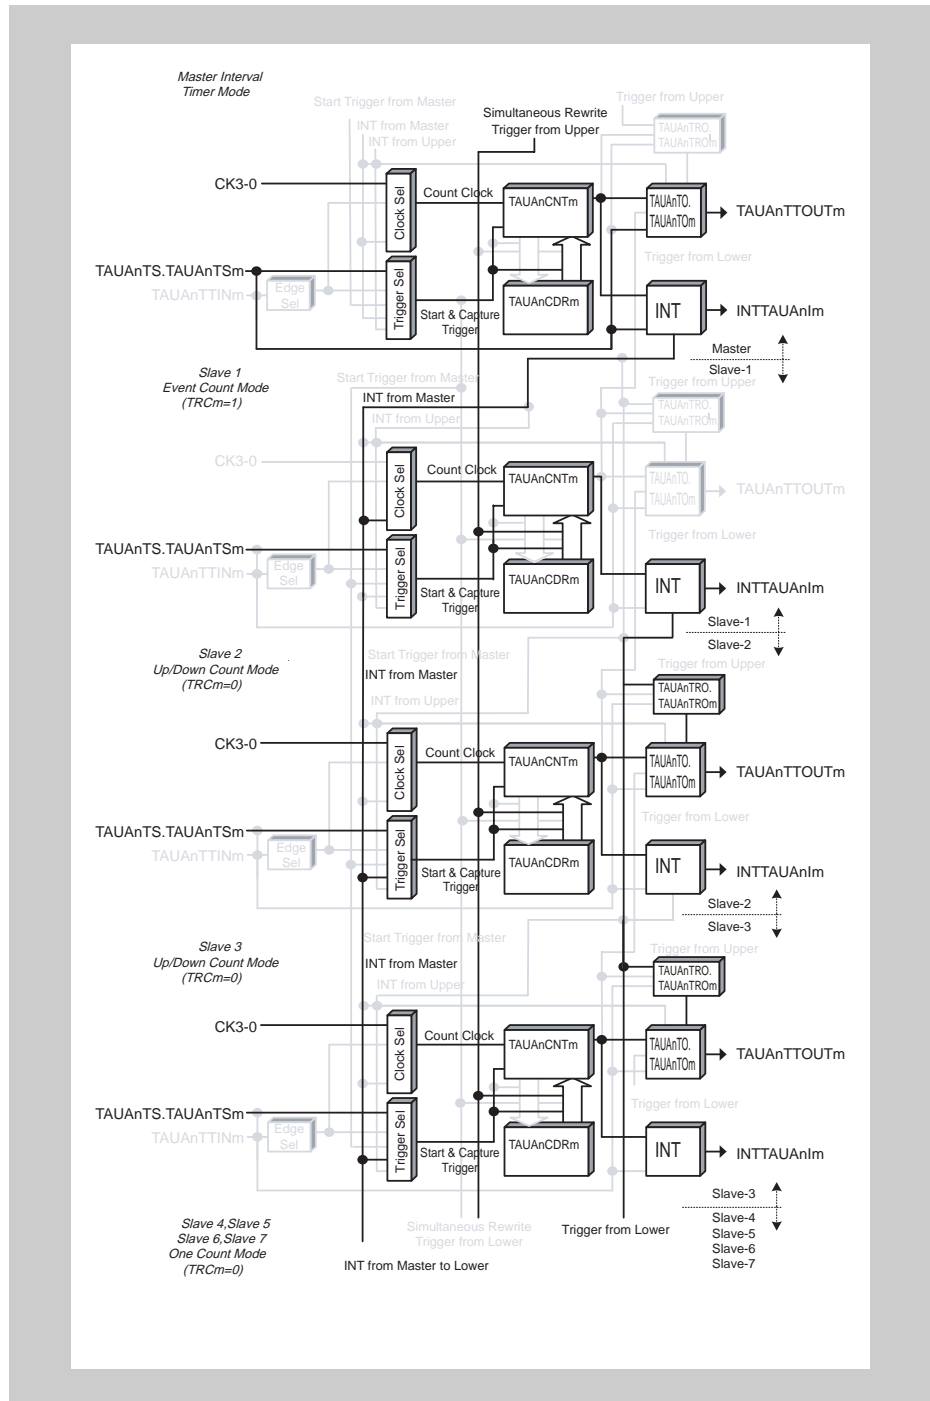 Master Interval
Timer Mode
Start Trigger from Master
Trigger from Upper
Simultaneous Rewrite
Trigger from Upper
INT from Master
INT from Upper
TAUAnTRO.
TAUAnTROm
CK3-0
Clock Sel
Count Clock
TAUAnCNTm
TAUAnTO.
TAUAnTOm
TAUAnTTOUTm
Trigger from Lower
TAUAnTS.TAUAnTSm
TAUAnTTINm
Edge
Sel
Trigger Sel
Start & Capture
Trigger
TAUAnCDRm
INT
INTTAUAnIm
Master
Slave-1
Slave 1
Event Count Mode
(TRCm=1)
Start Trigger from Master
Trigger from Upper
INT from Master
INT from Upper
TAUAnTRO.
TAUAnTROm
CK3-0
Clock Sel
Count Clock
TAUAnCNTm
TAUAnTO.
TAUAnTOm
TAUAnTTOUTm
Trigger from Lower
TAUAnTS.TAUAnTSm
TAUAnTTINm
Edge
Sel
Trigger Sel
Start & Capture
Trigger
TAUAnCDRm
INT
INTTAUAnIm
Slave-1
Slave-2
Slave 2
Up/Down Count Mode
(TRCm=0)
Start Trigger from Master
Trigger from Upper
INT from Master
INT from Upper
TAUAnTRO.
TAUAnTROm
CK3-0
Clock Sel
Count Clock
TAUAnCNTm
TAUAnTO.
TAUAnTOm
TAUAnTTOUTm
Trigger from Lower
TAUAnTS.TAUAnTSm
TAUAnTTINm
Edge
Sel
Trigger Sel
Start & Capture
Trigger
TAUAnCDRm
INT
INTTAUAnIm
Slave-2
Slave-3
Slave 3
Up/Down Count Mode
(TRCm=0)
Start Trigger from Master
Trigger from Upper
INT from Master
INT from Upper
TAUAnTRO.
TAUAnTROm
CK3-0
Clock Sel
Count Clock
TAUAnCNTm
TAUAnTO.
TAUAnTOm
TAUAnTTOUTm
Trigger from Lower
TAUAnTS.TAUAnTSm
TAUAnTTINm
Edge
Sel
Trigger Sel
Start & Capture
Trigger
TAUAnCDRm
INT
INTTAUAnIm
Slave-3
Slave-4
Slave-5
Slave-6
Slave-7
Slave 4,Slave 5
Slave 6,Slave 7
One Count Mode
(TRCm=0)
Simultaneous Rewrite
Trigger from Lower
Trigger from Lower
INT from Master to Lower